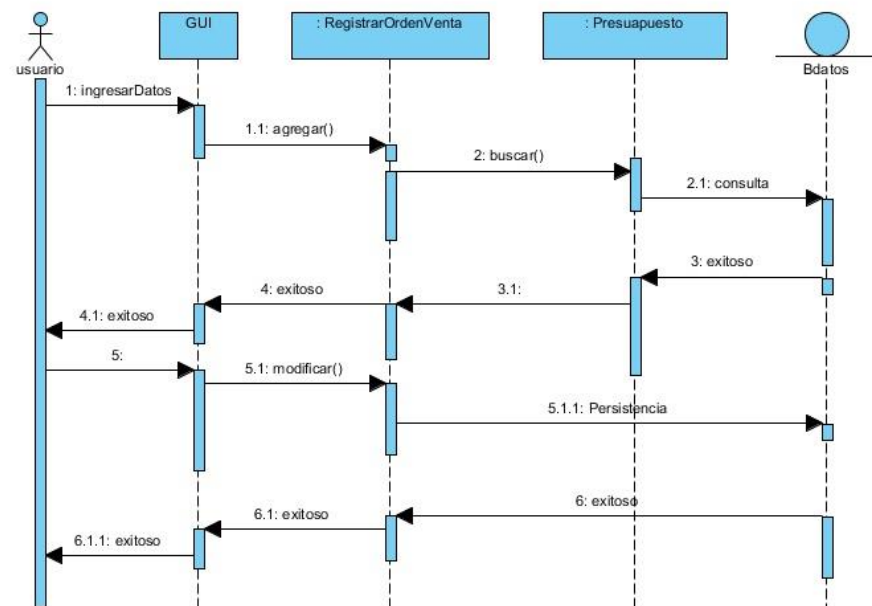 GUI
: RegistrarOrdenVenta
: Presuapuesto
usuario
Bdatos
1: ingresarDatos
1.1: agregar()
2: buscar()
2.1: consulta
3: exitoso
3.1:
4: exitoso
4.1: exitoso
5:
5.1: modificar()
5.1.1: Persistencia
6: exitoso
6.1: exitoso
6.1.1: exitoso